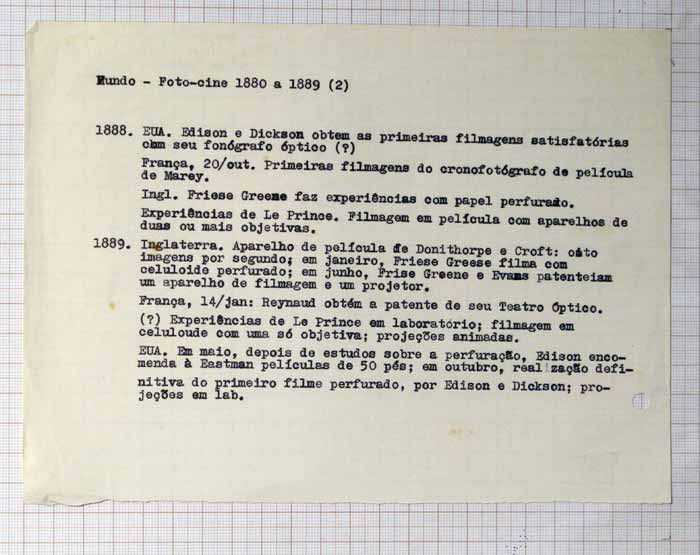 Mundo - Foto-cine 1880 a 1889 (2)
1888. EUA. Edison e Dickson obtem as primeiras filmagens satisfatórias
com seu fonógrafo óptico (?)
França, 20/out. Primeiras filmagens do cronofotógrafo de película
de Marey.
Ingl. Friese Greene faz experiências com papel perfurado.
Experiências de Le Prince. Filmagem em película com aparelhos de
duas ou mais objetivas.
1889. Inglaterra. Aparelho de película de Donithorpe e Croft: oito
imagens por segundo; em janeiro, Friese Greese filma com
celuloide perfurado; em junho, Frise Greene e Evans patenteiam
um aparelho de filmagem e um projetor.
França, 14/jan: Reynaud obtém a patente de seu Teatro Óptico.
(?) Experiências de Le Prince em laboratório; filmagem em
celuloude com uma só objetiva; projeções animadas.
EUA. Em maio, depois de estudos sobre a perfuração, Edison enco-
menda à Eastman películas de 50 pés; em outubro, realização defi-
nitiva do primeiro filme perfurado, por Edison e Dickson; pro-
jeções em lab.